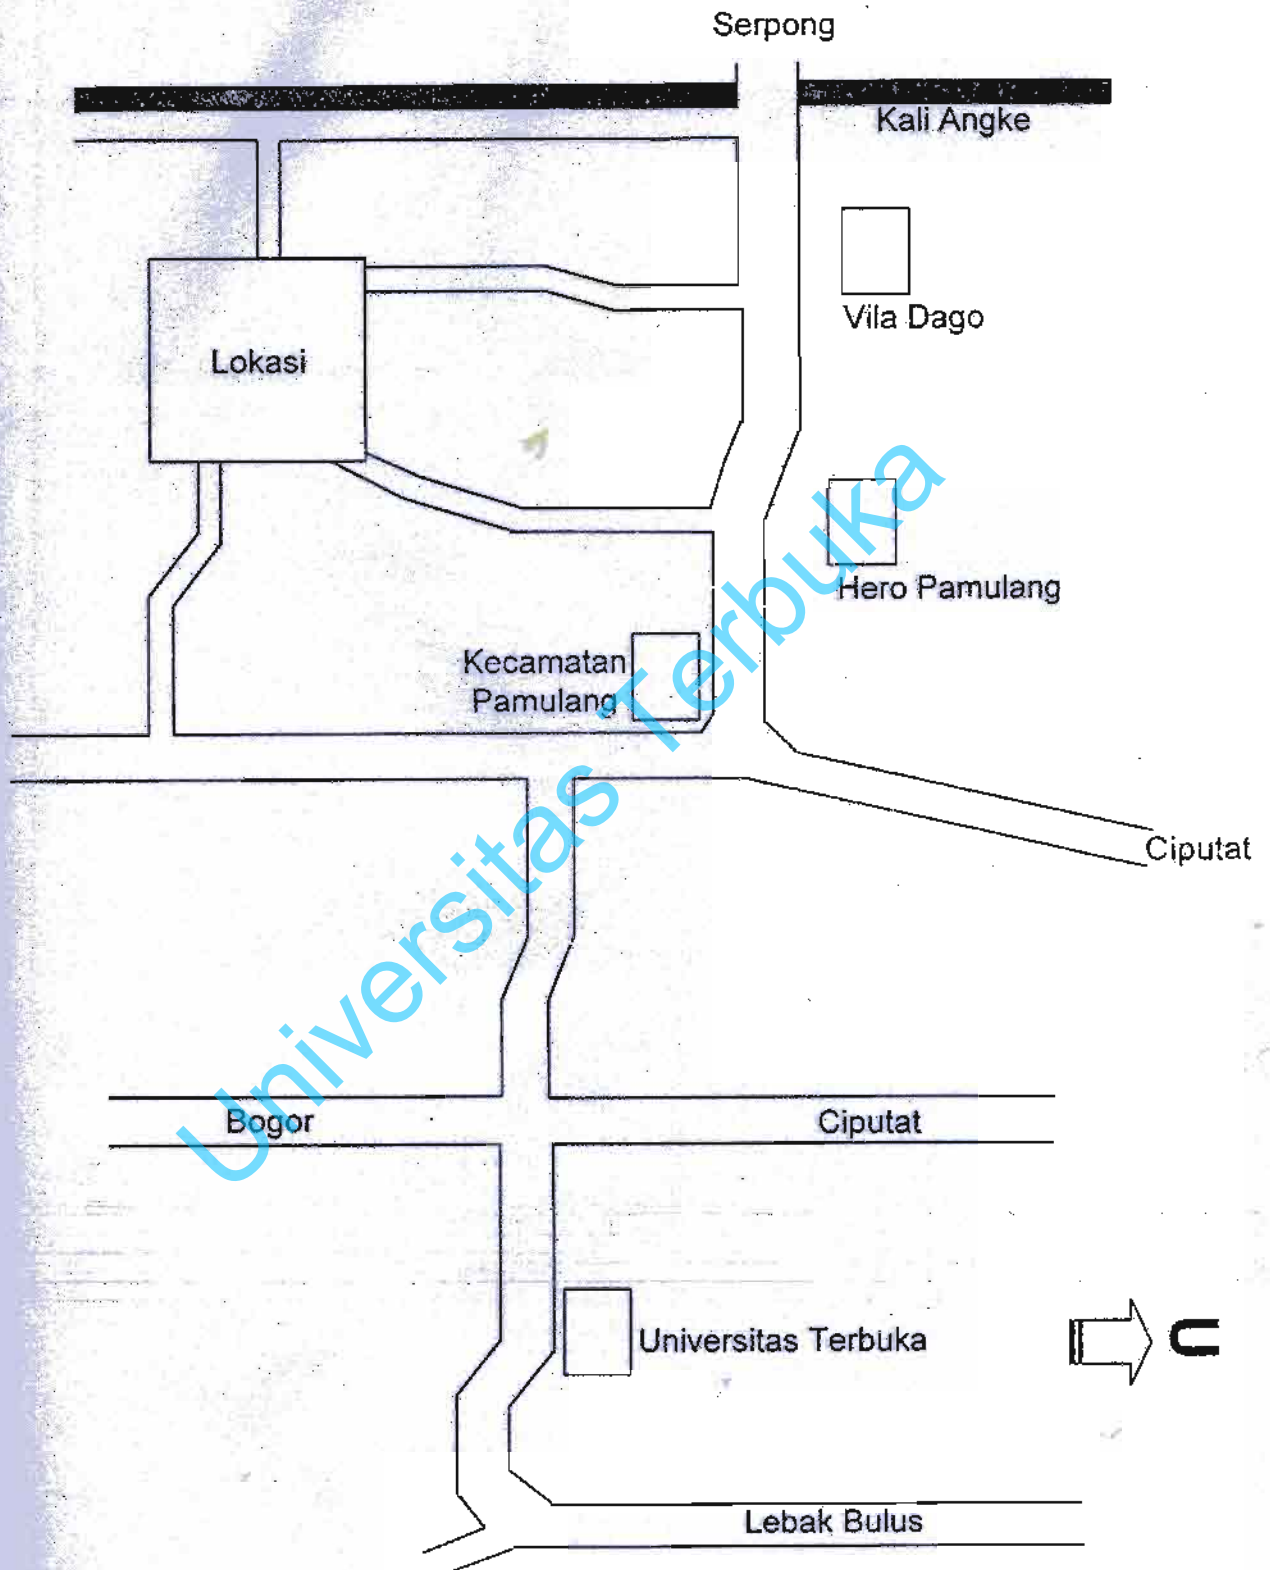 Serpong
Kali Angke
Vila Dago
Lokasi
Hero Pamulang
Kecamatan
Pamulang
Ciputat
Bogor
Ciputat
Universitas Terbuka
U
Lebak Bulus
Universitas Terbuka